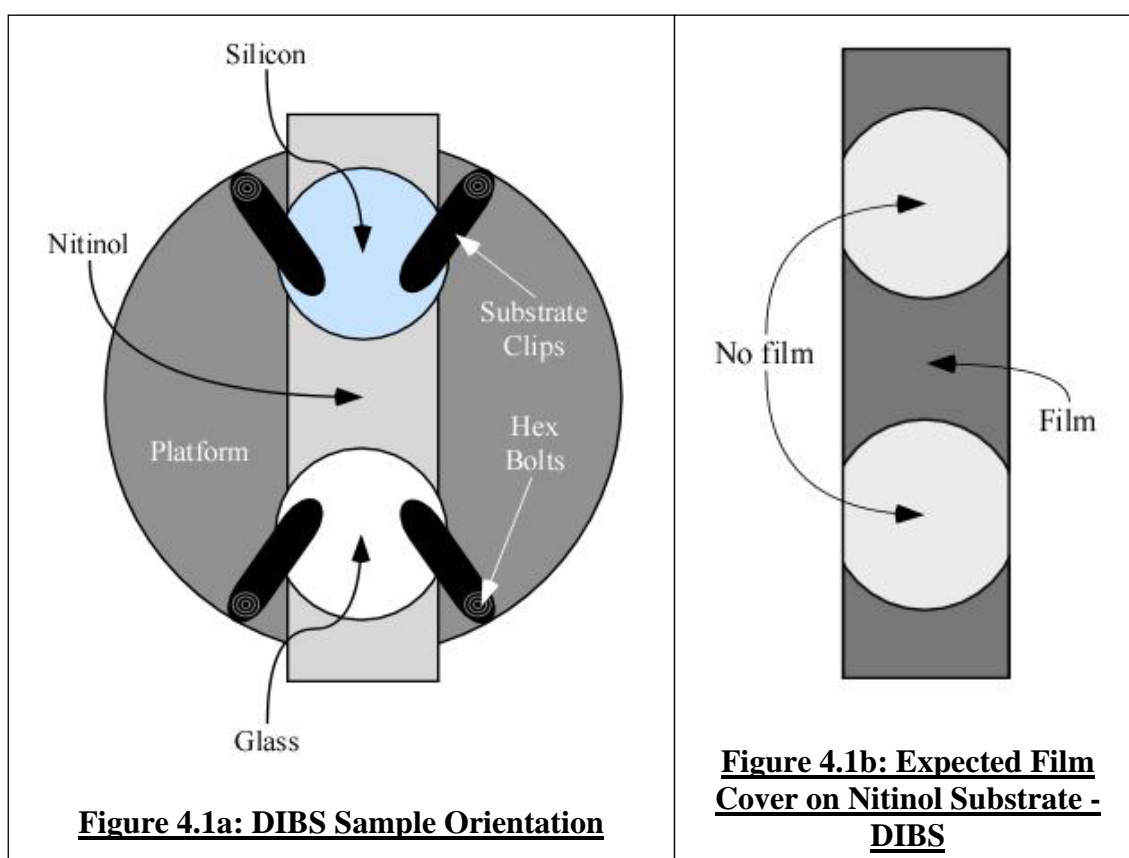 Silicon
Nitinol
Substrate
Clips
Platform
Hex
Bolts
Glass
Figure 4.1a: DIBS Sample Orientation
No film
Film
Figure 4.1b: Expected Film
Cover on Nitinol Substrate -
DIBS